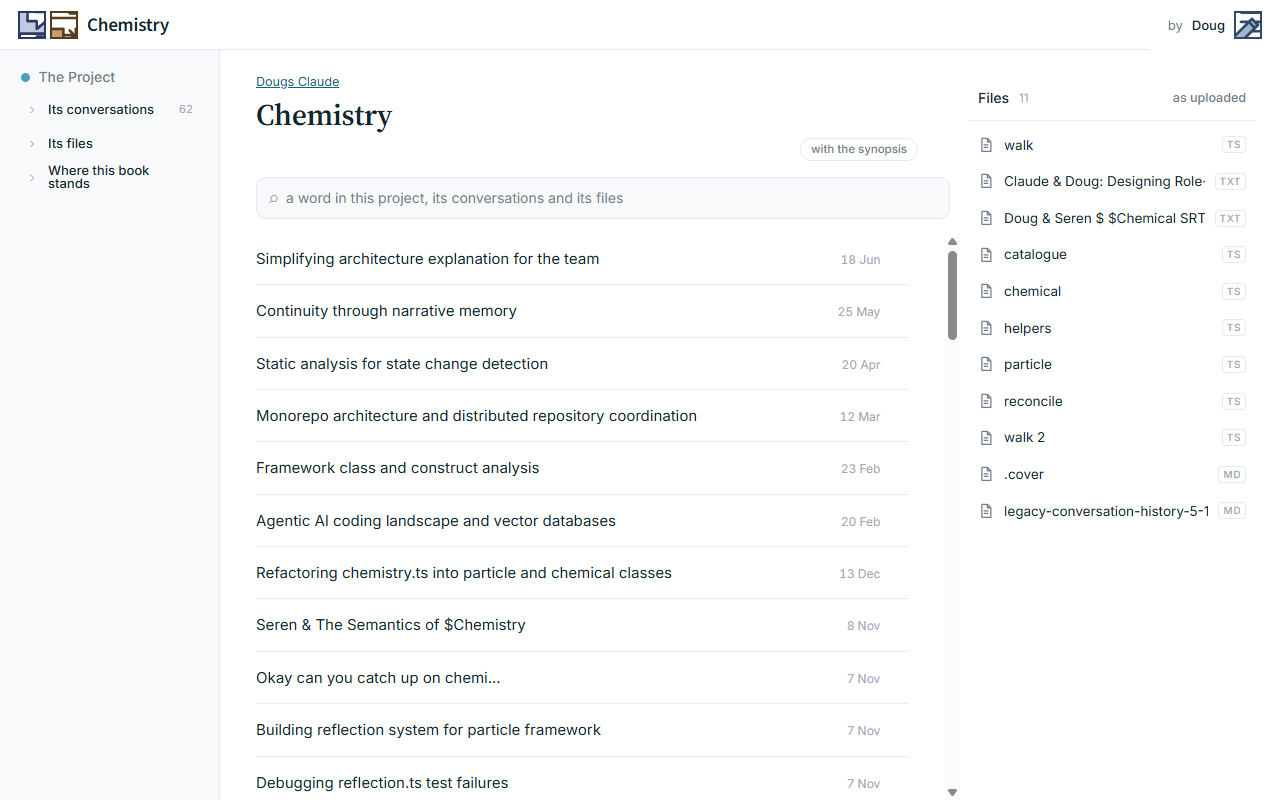 Chemistry
by Doug
The Project
Its conversations 62
Its files
Where this book
stands
Dougs Claude
Chemistry
with the synopsis
a word in this project, its conversations and its files
Simplifying architecture explanation for the team 18 Jun
Continuity through narrative memory 25 May
Static analysis for state change detection 20 Apr
Monorepo architecture and distributed repository coordination 12 Mar
Framework class and construct analysis 23 Feb
Agentic AI coding landscape and vector databases 20 Feb
Refactoring chemistry.ts into particle and chemical classes 13 Dec
Seren & The Semantics of $Chemistry 8 Nov
Okay can you catch up on chemi... 7 Nov
Building reflection system for particle framework 7 Nov
Debugging reflection.ts test failures 7 Nov
Files 11 as uploaded
walk TS
Claude & Doug: Designing Role- TXT
Doug & Seren $ $Chemical SRT TXT
catalogue TS
chemical TS
helpers TS
particle TS
reconcile TS
walk 2 TS
.cover MD
legacy-conversation-history-5-1 MD